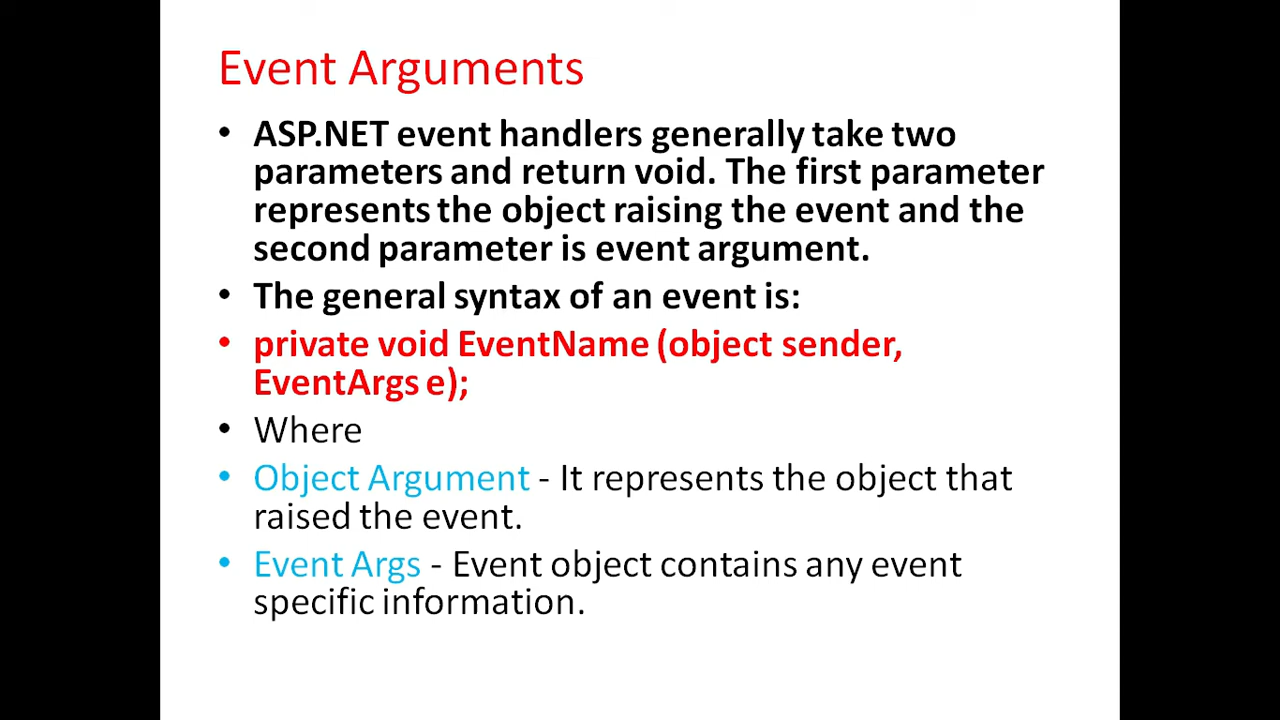 Event Arguments
• ASP.NET event handlers generally take two
parameters and return void. The first parameter
represents the object raising the event and the
second parameter is event argument.
• The general syntax of an event is:
• private void EventName (object sender,
EventArgs e);
• Where
• Object Argument - It represents the object that
raised the event.
• Event Args - Event object contains any event
specific information.